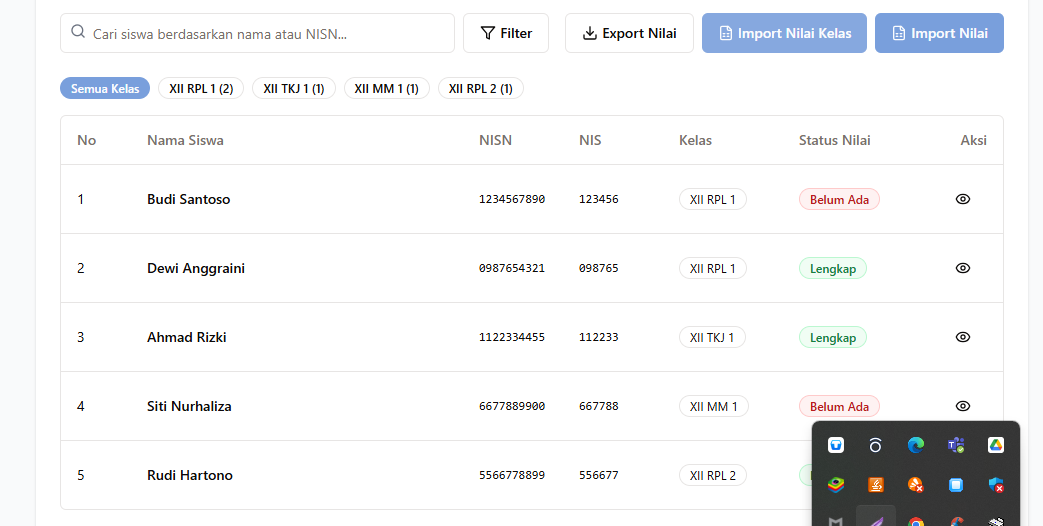 Cari siswa berdasarkan nama atau NISN...
Filter
Export Nilai
Import Nilai Kelas
Import Nilai
Semua Kelas
XII RPL 1 (2)
XII TKJ 1 (1)
XII MM 1 (1)
XII RPL 2 (1)
No Nama Siswa NISN NIS Kelas Status Nilai Aksi
1 Budi Santoso 1234567890 123456 XII RPL 1 Belum Ada
2 Dewi Anggraini 0987654321 098765 XII RPL 1 Lengkap
3 Ahmad Rizki 1122334455 112233 XII TKJ 1 Lengkap
4 Siti Nurhaliza 6677889900 667788 XII MM 1 Belum Ada
5 Rudi Hartono 5566778899 556677 XII RPL 2